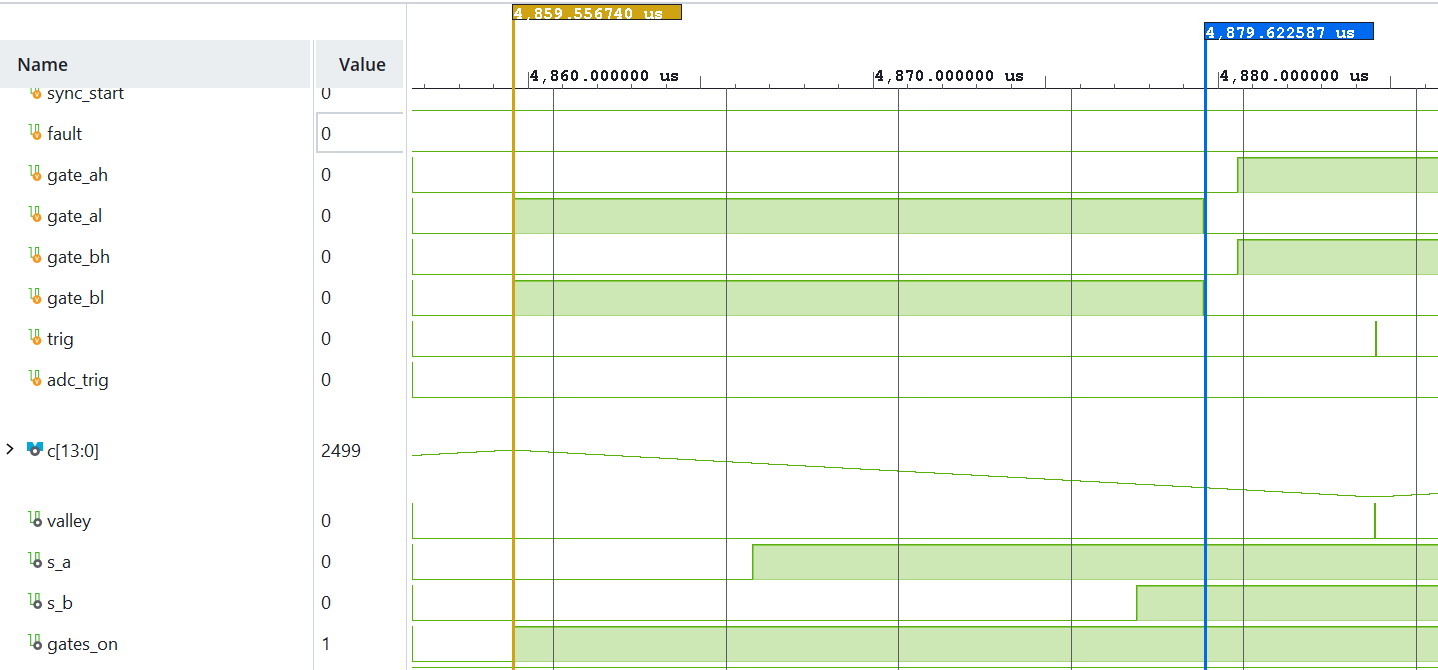 4,859.556740 us
4,879.622587 us
Name Value
4,860.000000 us 4,870.000000 us 4,880.000000 us
sync_start 0
fault 0
gate_ah 0
gate_al 0
gate_bh 0
gate_bl 0
trig 0
adc_trig 0
c[13:0] 2499
valley 0
s_a 0
s_b 0
gates_on 1